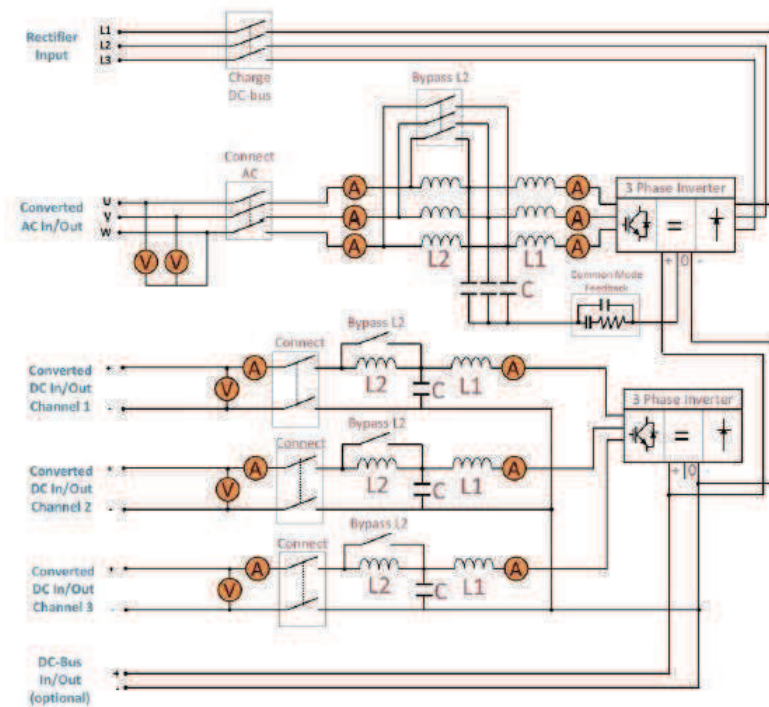 Rectifier
Input
L1
L2
L3
Charge
DC-bus
Bypass L2
Connect
AC
Converted
AC In/Out
U
V
W
A
A
A
A
A
A
V
V
L2
L1
C
3 Phase Inverter
=
+ 0 -
Common Mode
Feedback
Converted
DC In/Out
Channel 1
+
-
V
A
Connect
Bypass L2
L2
C
L1
A
3 Phase Inverter
=
+ 0
Converted
DC In/Out
Channel 2
+
-
V
A
Connect
Bypass L2
L2
C
L1
A
Converted
DC In/Out
Channel 3
+
-
V
A
Connect
Bypass L2
L2
C
L1
A
DC-Bus
In/Out
(optional)
+
-